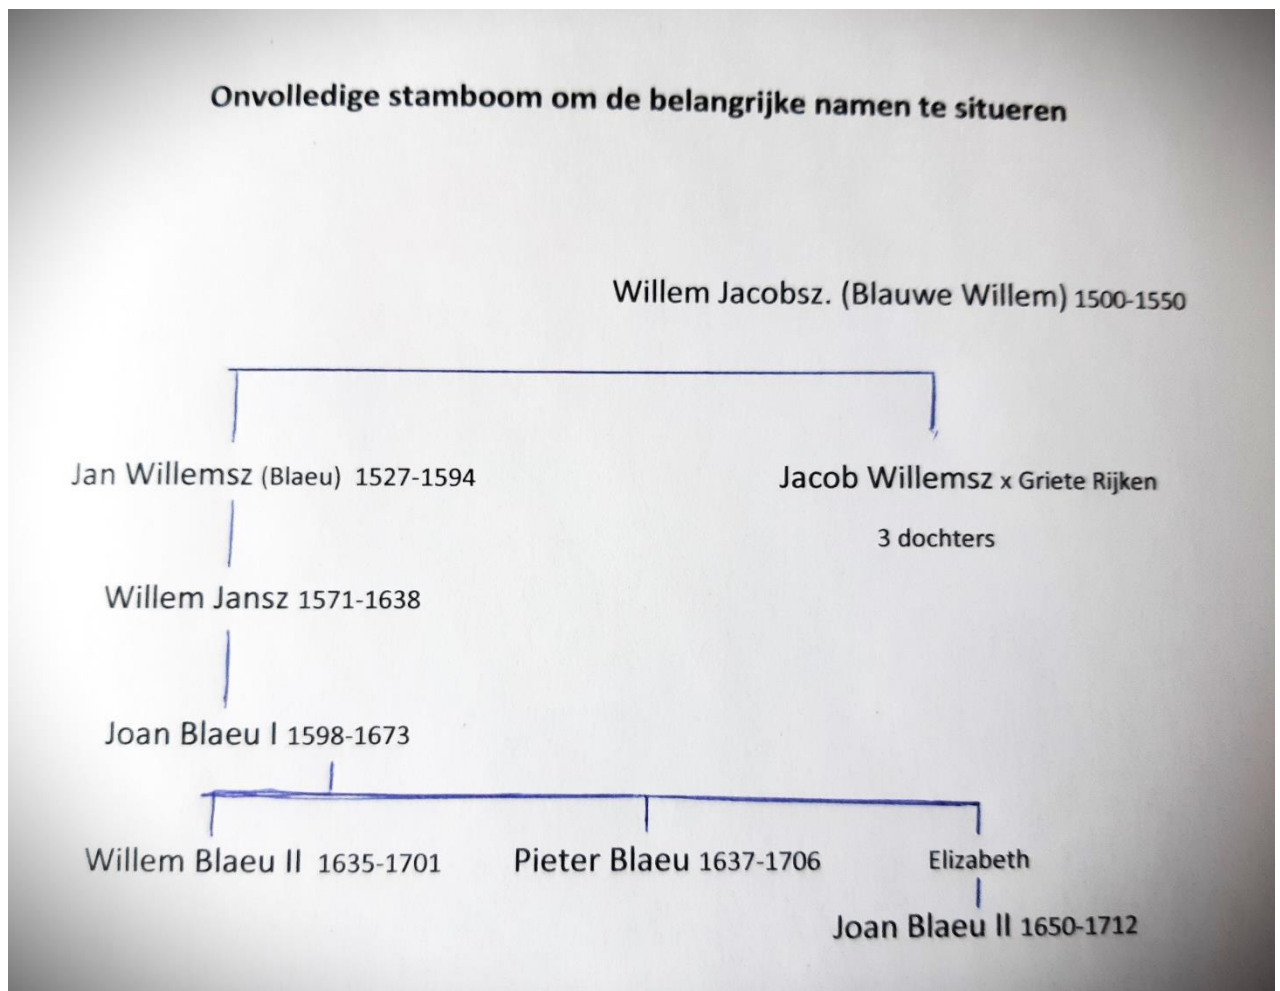 Onvolledige stamboom om de belangrijke namen te situeren
Willem Jacobsz. (Blauwe Willem) 1500-1550
Jan Willemsz (Blaeu) 1527-1594
Jacob Willemsz x Griete Rijken
3 dochters
Willem Jansz 1571-1638
Joan Blaeu I 1598-1673
Willem Blaeu II 1635-1701
Pieter Blaeu 1637-1706
Elizabeth
Joan Blaeu II 1650-1712